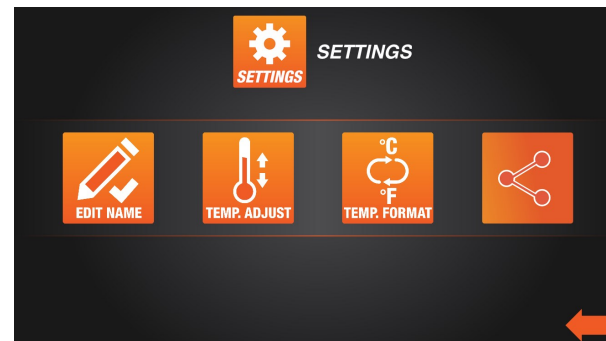 SETTINGS
SETTINGS
EDIT NAME
TEMP. ADJUST
°C
°F
TEMP. FORMAT